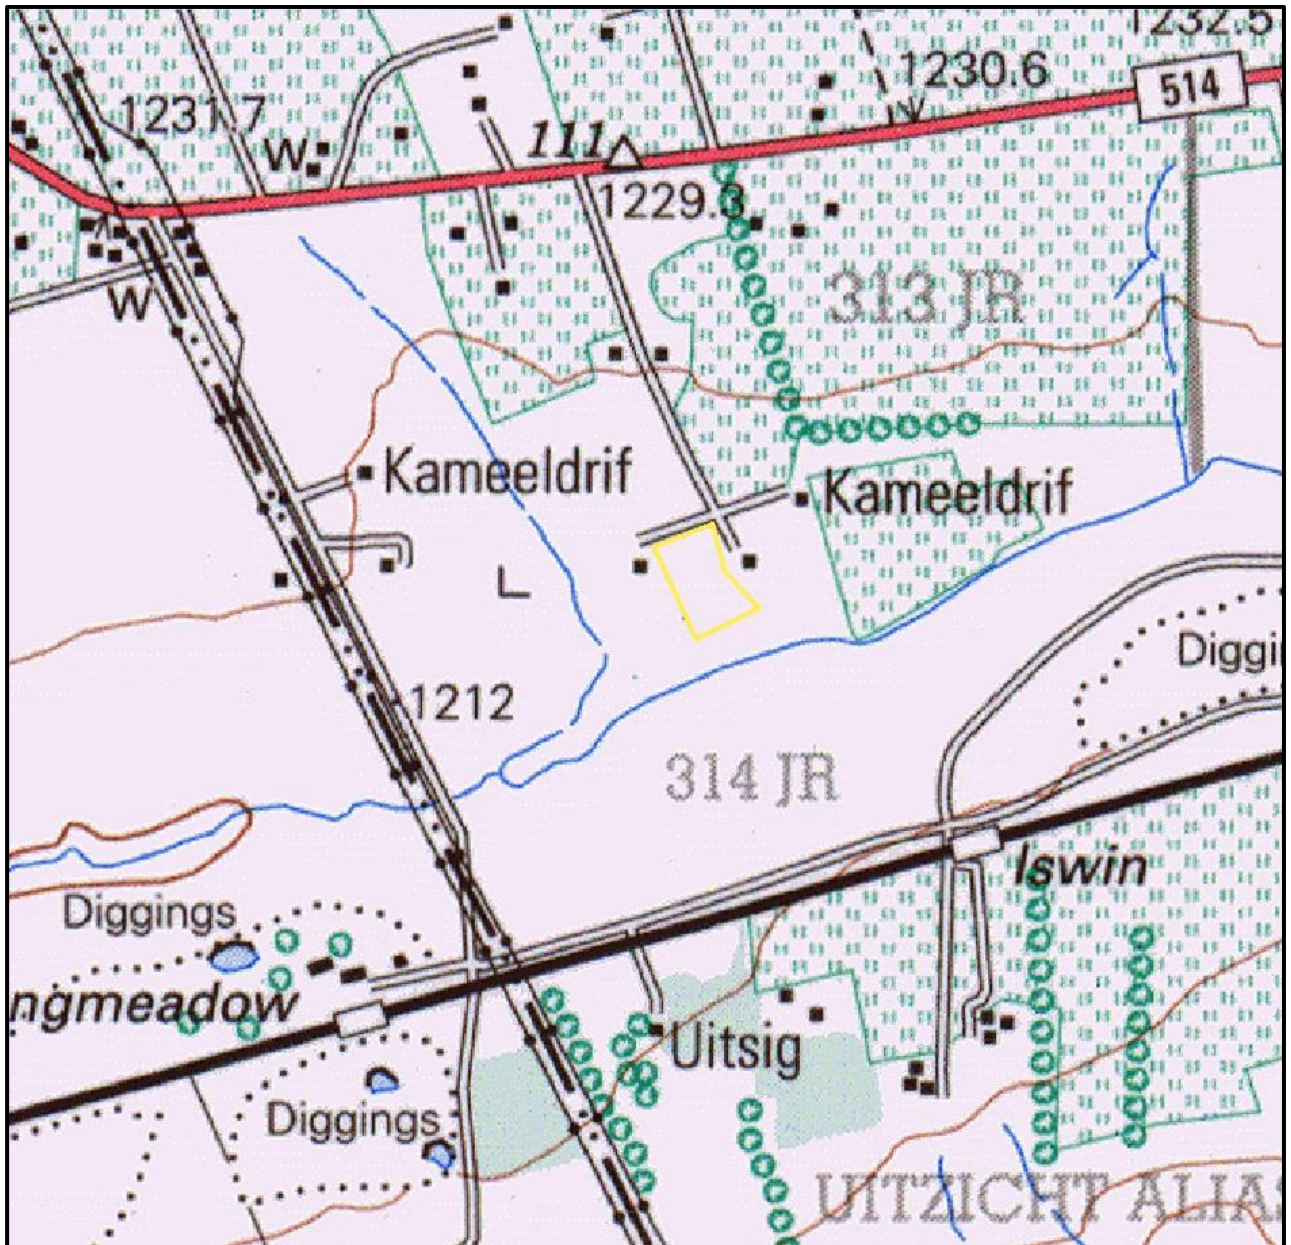 1232.5
1230.6
514
1231.7
W
111
1229.3
313 JR
W
Kameeldrif
Kameeldrif
L
Diggi
1212
314 JR
Iswin
Diggings
ngmeadow
Uitsig
Diggings
UITZICHT ALIAS